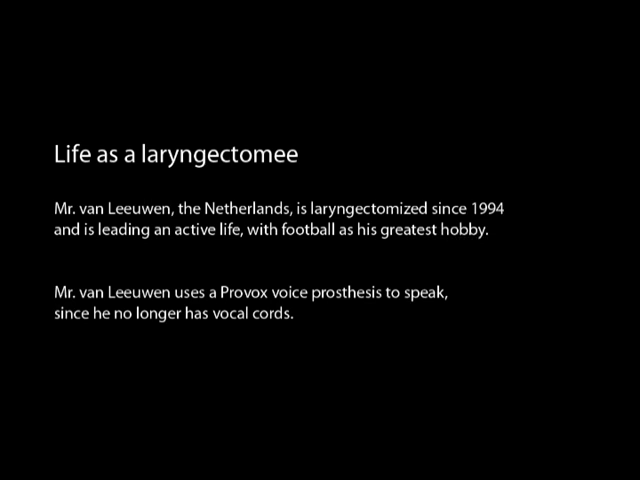 Life as a laryngectomee
Mr. van Leeuwen, the Netherlands, is laryngectomized since 1994
and is leading an active life, with football as his greatest hobby.
Mr. van Leeuwen uses a Provox voice prosthesis to speak,
since he no longer has vocal cords.